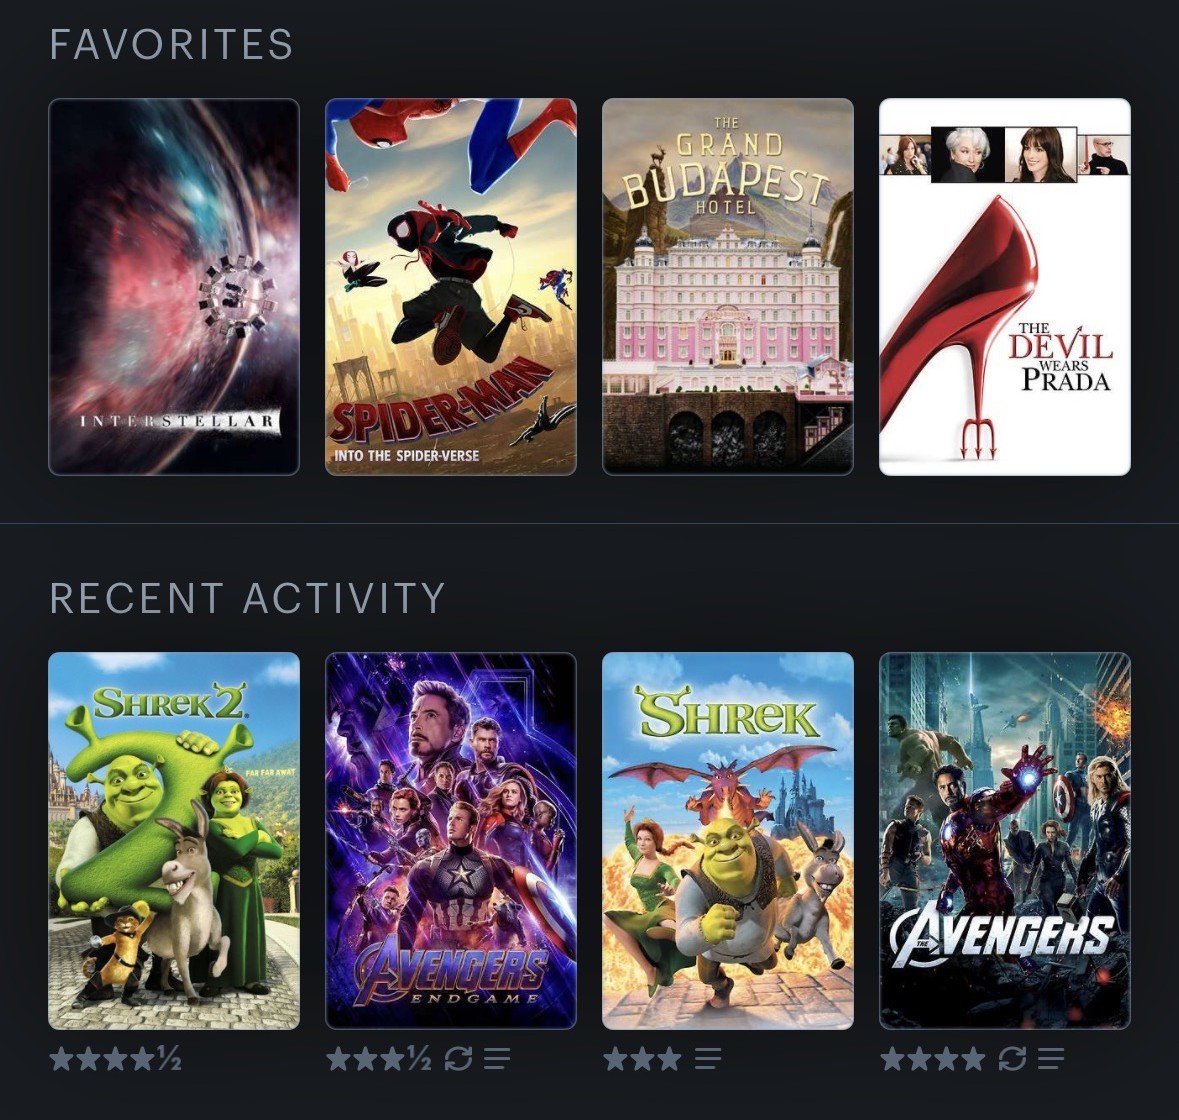 FAVORITES
INTERSTELLAR
SPIDER-MAN
INTO THE SPIDER-VERSE
THE
GRAND
BUDAPEST
HOTEL
THE
DEVIL
WEARS
PRADA
RECENT ACTIVITY
SHREK 2
FAR FAR AWAY
AVENGERS
ENDGAME
SHREK
THE AVENGERS
★★★★½
★★★½
★★★
★★★★